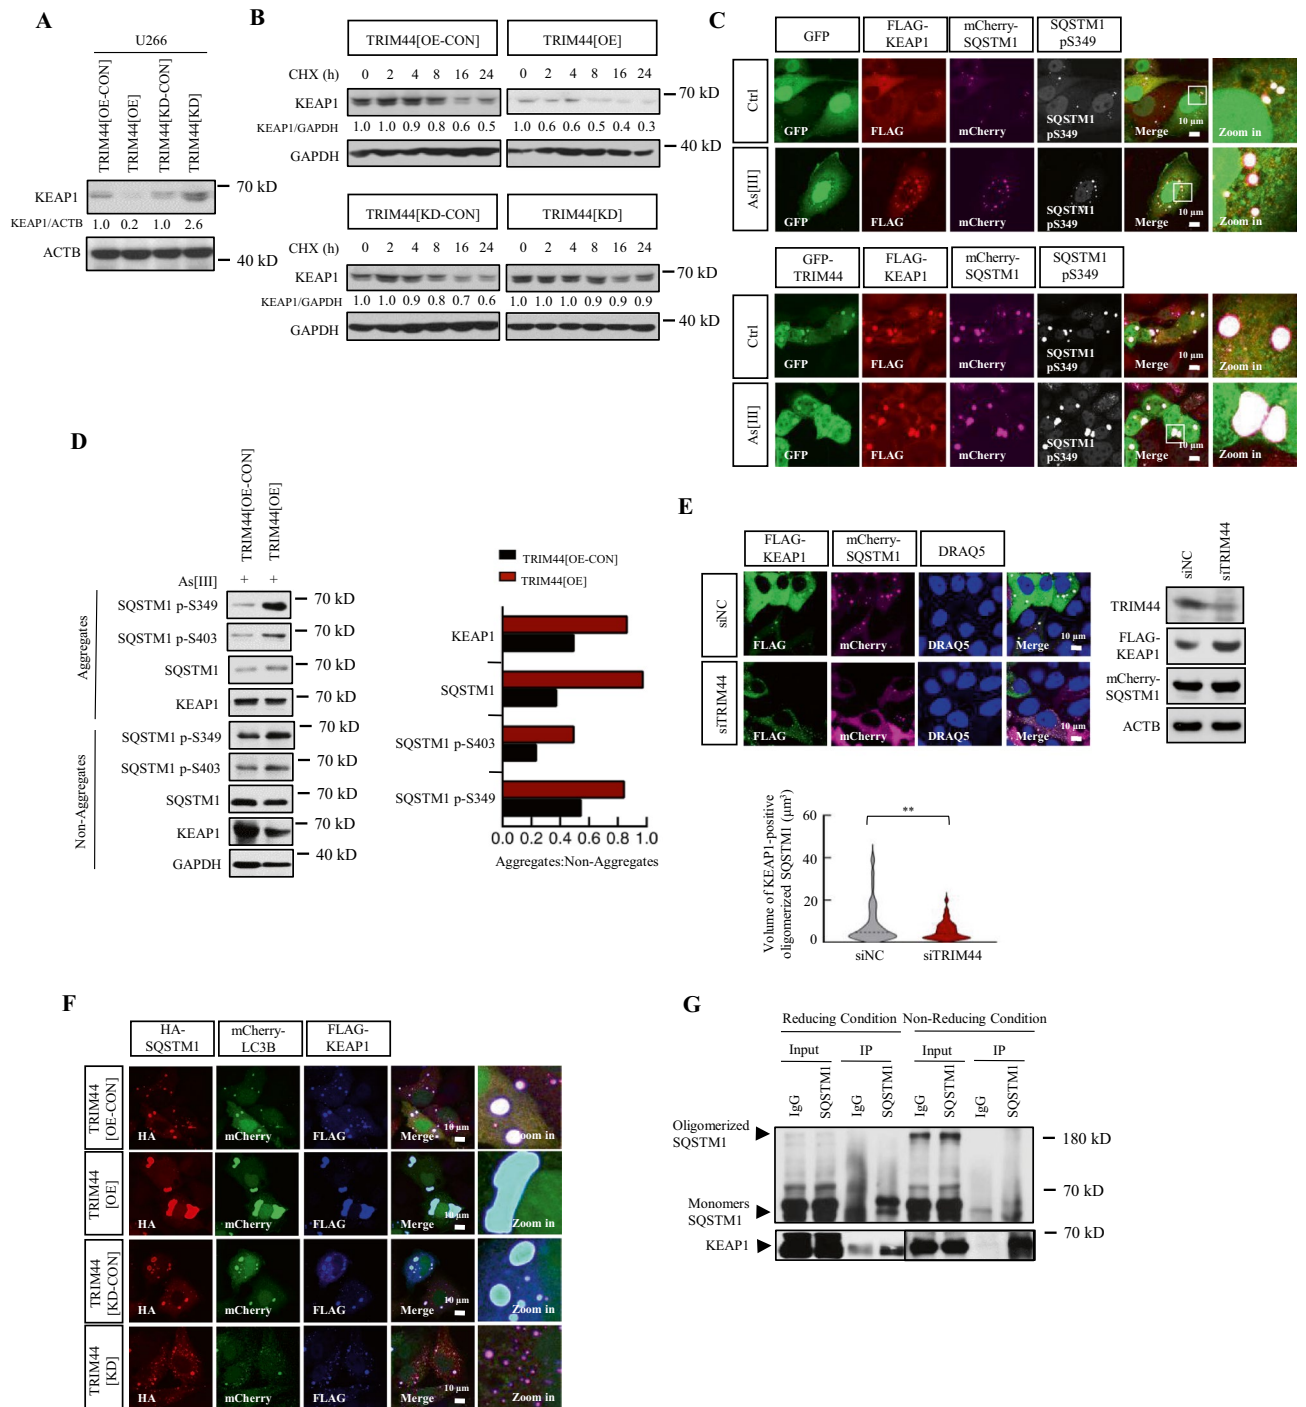 A
U266
TRIM44[OE-CON]
TRIM44[OE]
TRIM44[KD-CON]
TRIM44[KD]
KEAP1
70 kD
KEAP1/ACTB 1.0 0.2 1.0 2.6
ACTB
40 kD
B
TRIM44[OE-CON] TRIM44[OE]
CHX (h) 0 2 4 8 16 24 0 2 4 8 16 24
KEAP1
70 kD
KEAP1/GAPDH 1.0 1.0 0.9 0.8 0.6 0.5 1.0 0.6 0.6 0.5 0.4 0.3
GAPDH
40 kD
TRIM44[KD-CON] TRIM44[KD]
CHX (h) 0 2 4 8 16 24 0 2 4 8 16 24
KEAP1
70 kD
KEAP1/GAPDH 1.0 1.0 0.9 0.8 0.7 0.6 1.0 1.0 1.0 0.9 0.9 0.9
GAPDH
40 kD
C
GFP
FLAG-
KEAP1
mCherry-
SQSTM1
SQSTM1
pS349
Ctrl
GFP FLAG mCherry SQSTM1
pS349
10 µm
Merge Zoom in
As[III]
GFP FLAG mCherry SQSTM1
pS349
10 µm
Merge Zoom in
GFP-
TRIM44
FLAG-
KEAP1
mCherry-
SQSTM1
SQSTM1
pS349
Ctrl
GFP FLAG mCherry SQSTM1
pS349
10 µm
Merge Zoom in
As[III]
GFP FLAG mCherry SQSTM1
pS349
10 µm
Merge Zoom in
D
TRIM44[OE-CON]
TRIM44[OE]
As[III] + +
Aggregates
SQSTM1 p-S349 70 kD
SQSTM1 p-S403 70 kD
SQSTM1 70 kD
KEAP1 70 kD
Non-Aggregates
SQSTM1 p-S349 70 kD
SQSTM1 p-S403 70 kD
SQSTM1 70 kD
KEAP1 70 kD
GAPDH 40 kD
TRIM44[OE-CON]
TRIM44[OE]
KEAP1
SQSTM1
SQSTM1 p-S403
SQSTM1 p-S349
0.0 0.2 0.4 0.6 0.8 1.0
Aggregates:Non-Aggregates
E
FLAG-
KEAP1
mCherry-
SQSTM1
DRAQ5
siNC
FLAG mCherry DRAQ5 Merge
10 µm
siTRIM44
FLAG mCherry DRAQ5 Merge
10 µm
siNC
siTRIM44
TRIM44
FLAG-
KEAP1
mCherry-
SQSTM1
ACTB
Volume of KEAP1-positive
oligomerized SQSTM1 (µm³)
60
40
20
0
**
siNC siTRIM44
F
HA-
SQSTM1
mCherry-
LC3B
FLAG-
KEAP1
TRIM44
[OE-CON]
HA mCherry FLAG Merge Zoom in
10 µm
TRIM44
[OE]
HA mCherry FLAG Merge Zoom in
10 µm
TRIM44
[KD-CON]
HA mCherry FLAG Merge Zoom in
10 µm
TRIM44
[KD]
HA mCherry FLAG Merge Zoom in
10 µm
G
Reducing Condition Non-Reducing Condition
Input IP Input IP
IgG
SQSTM1
IgG
SQSTM1
IgG
SQSTM1
IgG
SQSTM1
Oligomerized
SQSTM1
180 kD
70 kD
Monomers
SQSTM1
70 kD
KEAP1